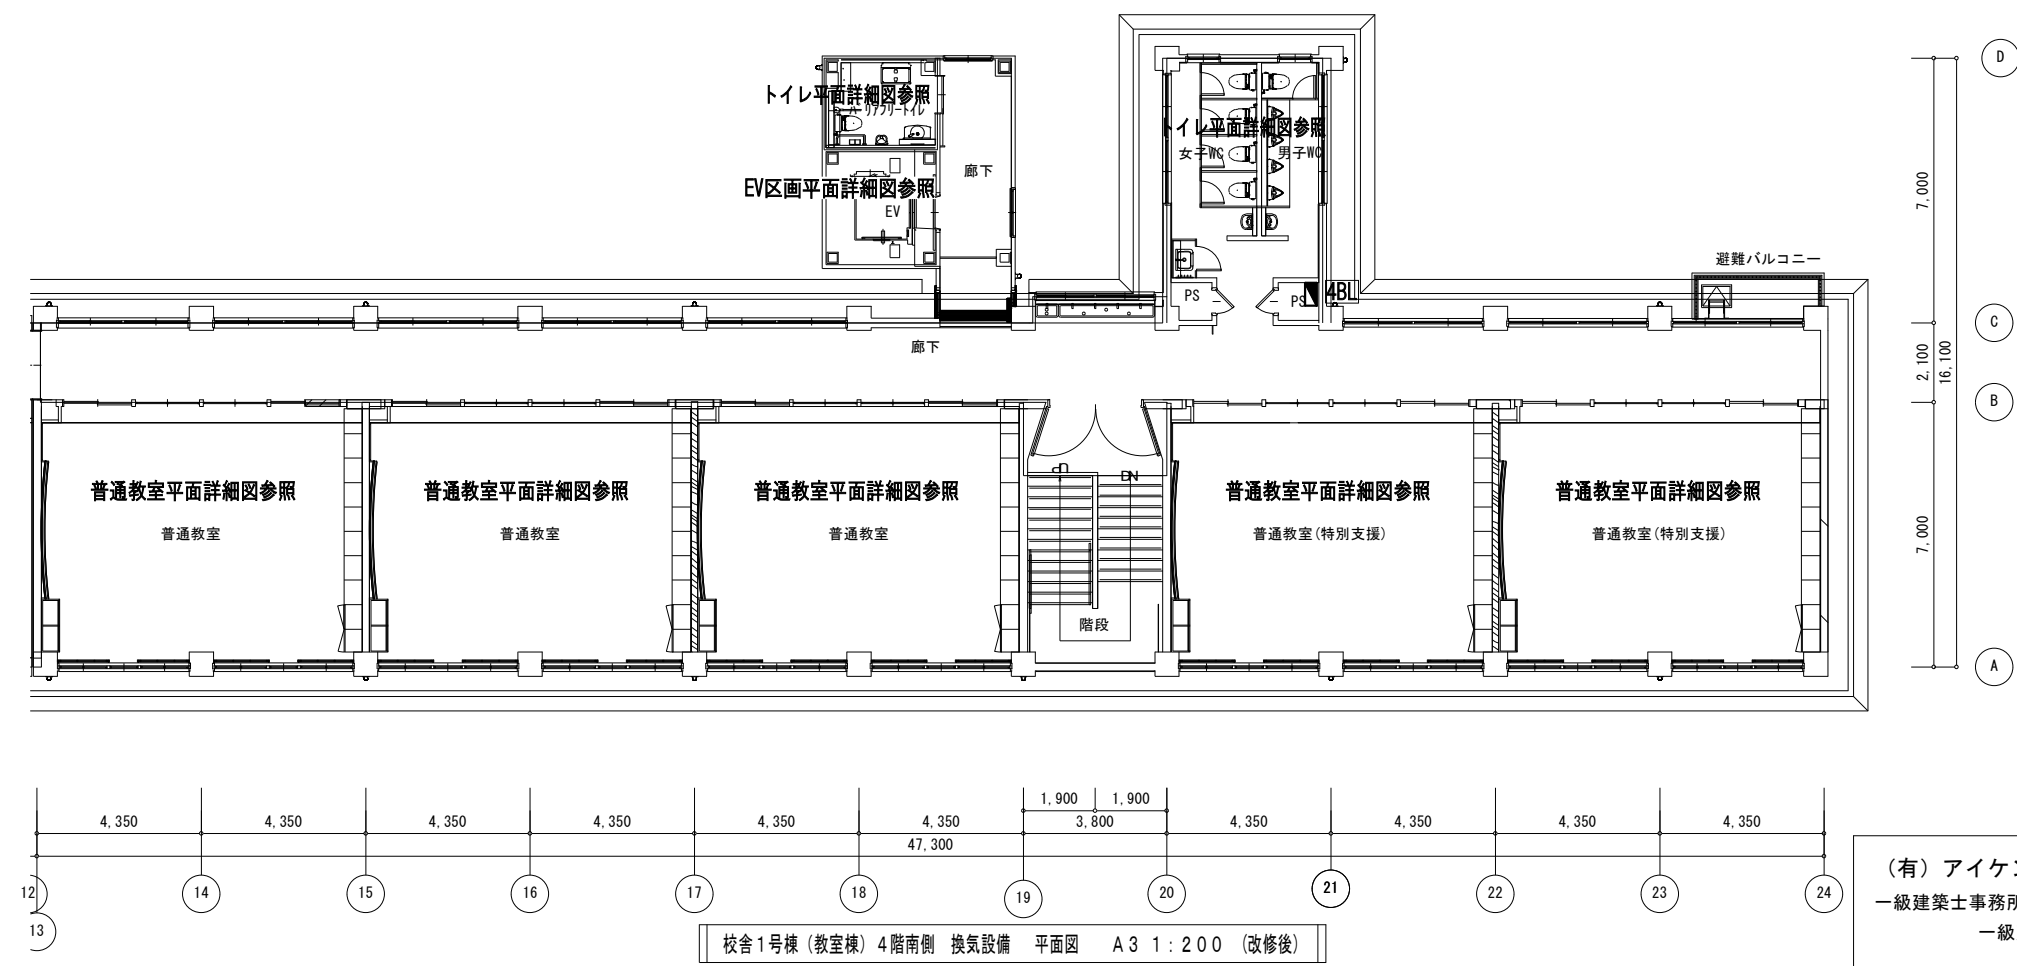 D
トイレ平面詳細図参照
バリアフリートイレ
トイレ平面詳細図参照
女子WC
男子WC
廊下
7,000
EV区画平面詳細図参照
EV
避難バルコニー
PS
PS
4BL
C
廊下
2,100
16,100
B
UP
DN
普通教室平面詳細図参照
普通教室平面詳細図参照
普通教室平面詳細図参照
普通教室平面詳細図参照
普通教室平面詳細図参照
普通教室
普通教室
普通教室
普通教室(特別支援)
普通教室(特別支援)
7,000
階段
A
1,900
1,900
4,350
4,350
4,350
4,350
4,350
4,350
3,800
4,350
4,350
4,350
4,350
47,300
12
13
14
15
16
17
18
19
20
21
22
23
24
(有) アイケン
一級建築士事務所
一級
校舎1号棟 (教室棟) 4階南側 換気設備 平面図 A3 1:200 (改修後)